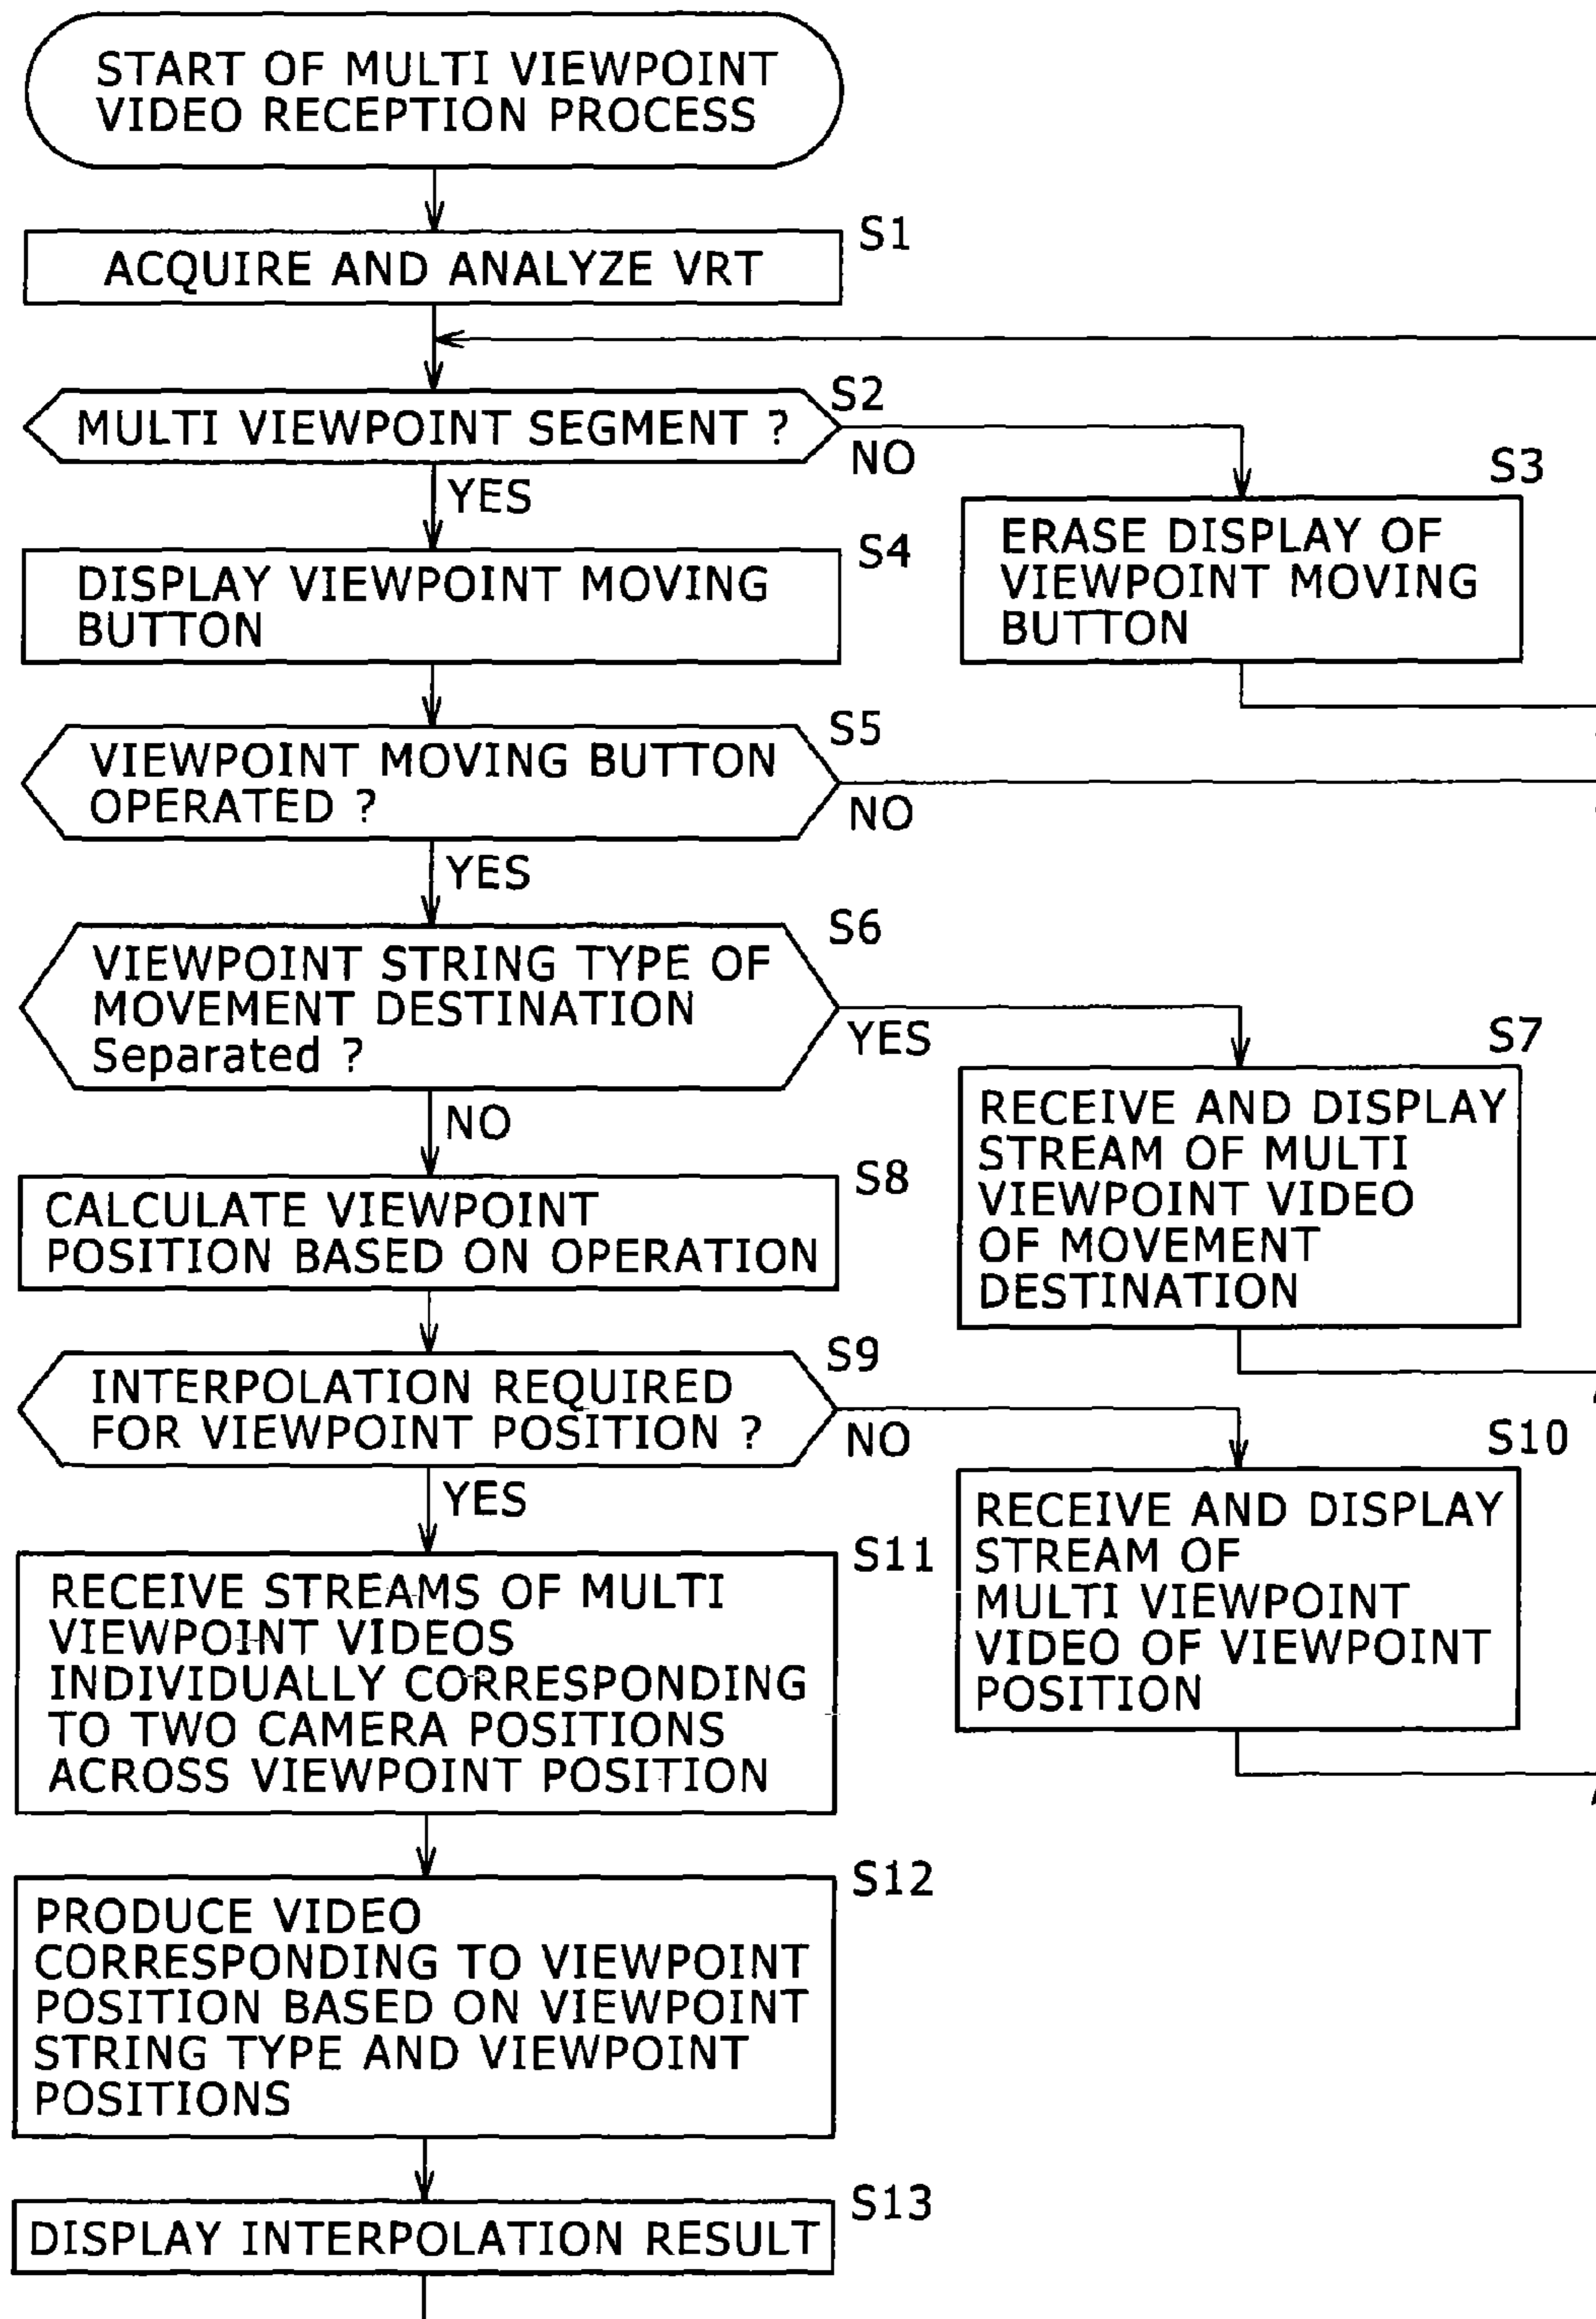 START OF MULTI VIEWPOINT
VIDEO RECEPTION PROCESS
S1
ACQUIRE AND ANALYZE VRT
S2
MULTI VIEWPOINT SEGMENT ?
NO
YES
S3
ERASE DISPLAY OF
VIEWPOINT MOVING
BUTTON
S4
DISPLAY VIEWPOINT MOVING
BUTTON
S5
VIEWPOINT MOVING BUTTON
OPERATED ?
NO
YES
S6
VIEWPOINT STRING TYPE OF
MOVEMENT DESTINATION
Separated ?
YES
NO
S7
RECEIVE AND DISPLAY
STREAM OF MULTI
VIEWPOINT VIDEO
OF MOVEMENT
DESTINATION
S8
CALCULATE VIEWPOINT
POSITION BASED ON OPERATION
S9
INTERPOLATION REQUIRED
FOR VIEWPOINT POSITION ?
NO
YES
S10
RECEIVE AND DISPLAY
STREAM OF
MULTI VIEWPOINT
VIDEO OF VIEWPOINT
POSITION
S11
RECEIVE STREAMS OF MULTI
VIEWPOINT VIDEOS
INDIVIDUALLY CORRESPONDING
TO TWO CAMERA POSITIONS
ACROSS VIEWPOINT POSITION
S12
PRODUCE VIDEO
CORRESPONDING TO VIEWPOINT
POSITION BASED ON VIEWPOINT
STRING TYPE AND VIEWPOINT
POSITIONS
S13
DISPLAY INTERPOLATION RESULT